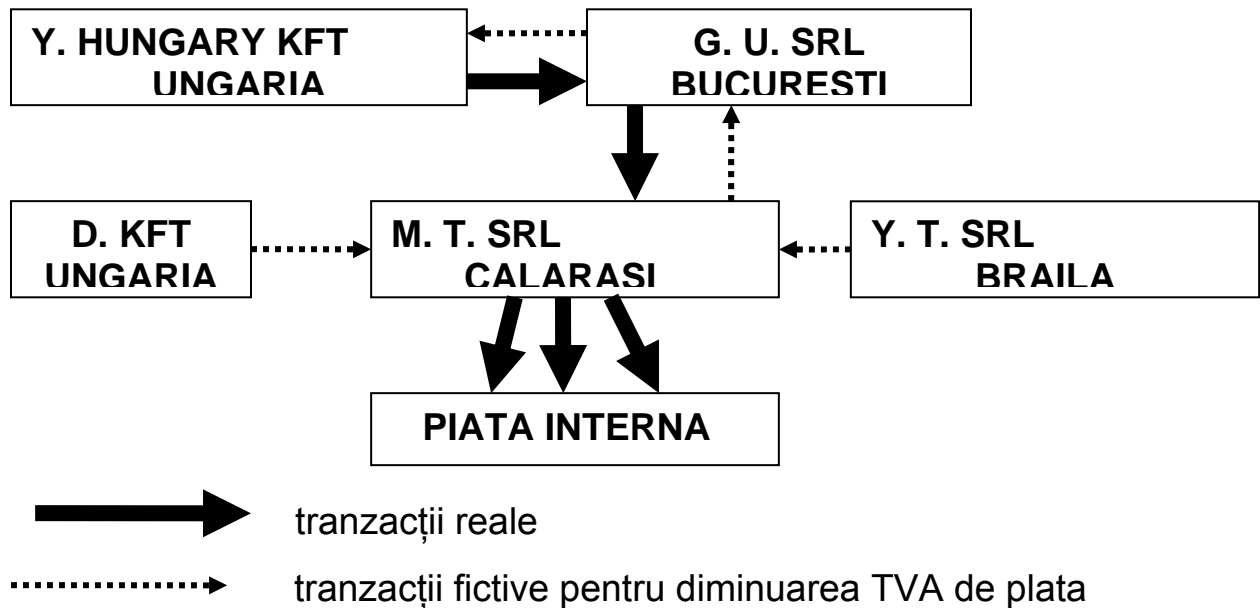 Y. HUNGARY KFT
UNGARIA
G. U. SRL
BUCURESTI
D. KFT
UNGARIA
M. T. SRL
CALARASI
Y. T. SRL
BRAILA
PIATA INTERNA
tranzacții reale
tranzacții fictive pentru diminuarea TVA de plata